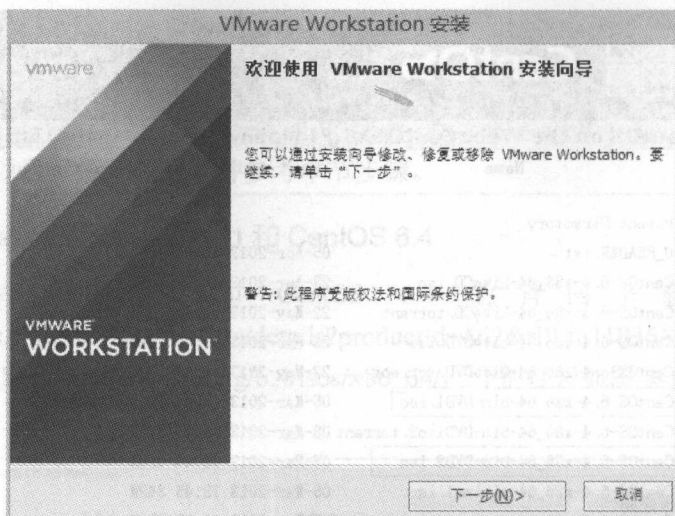 VMware Workstation 安装
vmware
欢迎使用 VMware Workstation 安装向导
您可以通过安装向导修改、修复或移除 VMware Workstation。要
继续，请单击“下一步”。
警告: 此程序受版权法和国际条约保护。
VMWARE
WORKSTATION
下一步(N)>
取消